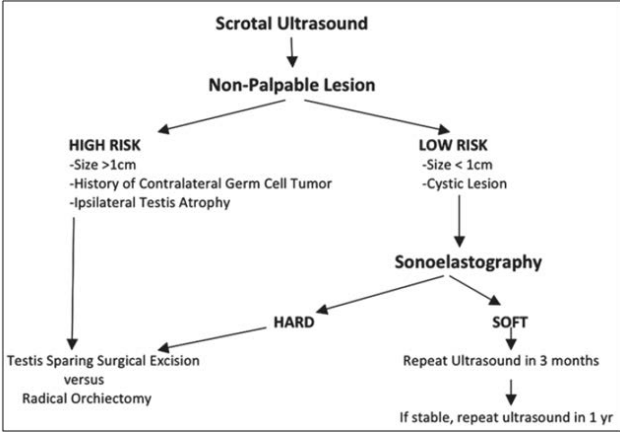 Scrotal Ultrasound
Non-Palpable Lesion
HIGH RISK
-Size >1cm
-History of Contralateral Germ Cell Tumor
-Ipsilateral Testis Atrophy
LOW RISK
-Size < 1cm
-Cystic Lesion
Sonoelastography
HARD
SOFT
Testis Sparing Surgical Excision
versus
Radical Orchiectomy
Repeat Ultrasound in 3 months
If stable, repeat ultrasound in 1 yr